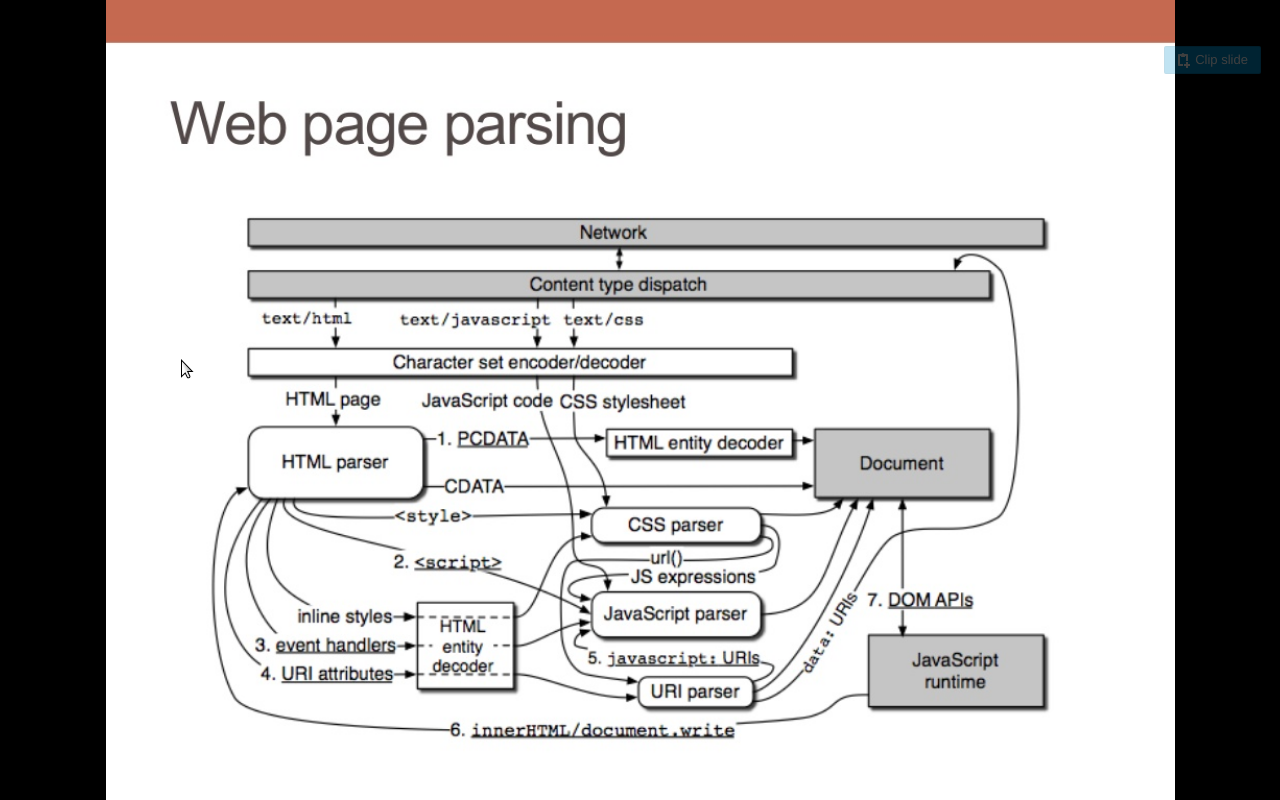 Clip slide
Web page parsing
Network
Content type dispatch
text/html
text/javascript
text/css
Character set encoder/decoder
HTML page
JavaScript code
CSS stylesheet
HTML parser
1. PCDATA
HTML entity decoder
Document
CDATA
<style>
CSS parser
2. <script>
url()
JS expressions
inline styles
3. event handlers
4. URI attributes
HTML
entity
decoder
JavaScript parser
5. javascript: URIs
URI parser
data: URIs
7. DOM APIs
JavaScript
runtime
6. innerHTML/document.write